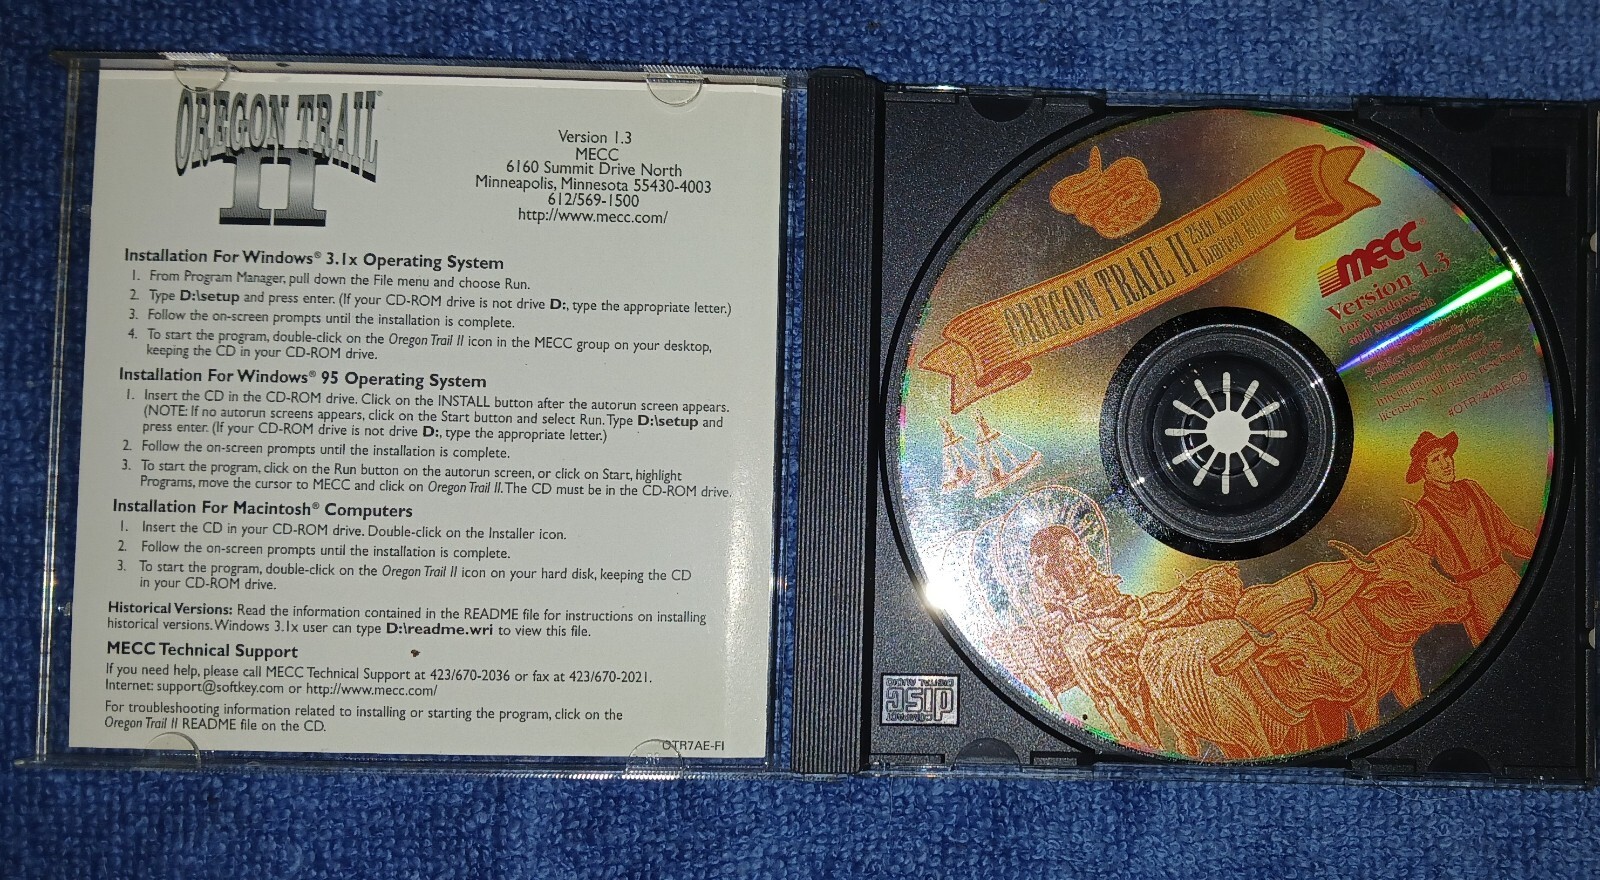 OREGON TRAIL®
II
Version 1.3
MECC
6160 Summit Drive North
Minneapolis, Minnesota 55430-4003
612/569-1500
http://www.mecc.com/
Installation For Windows® 3.1x Operating System
1. From Program Manager, pull down the File menu and choose Run.
2. Type D:\setup and press enter. (If your CD-ROM drive is not drive D:, type the appropriate letter.)
3. Follow the on-screen prompts until the installation is complete.
4. To start the program, double-click on the Oregon Trail II icon in the MECC group on your desktop,
keeping the CD in your CD-ROM drive.
Installation For Windows® 95 Operating System
1. Insert the CD in the CD-ROM drive. Click on the INSTALL button after the autorun screen appears.
(NOTE: If no autorun screens appears, click on the Start button and select Run. Type D:\setup and
press enter. (If your CD-ROM drive is not drive D:, type the appropriate letter.)
2. Follow the on-screen prompts until the installation is complete.
3. To start the program, click on the Run button on the autorun screen, or click on Start, highlight
Programs, move the cursor to MECC and click on Oregon Trail II. The CD must be in the CD-ROM drive.
Installation For Macintosh® Computers
1. Insert the CD in your CD-ROM drive. Double-click on the Installer icon.
2. Follow the on-screen prompts until the installation is complete.
3. To start the program, double-click on the Oregon Trail II icon on your hard disk, keeping the CD
in your CD-ROM drive.
Historical Versions: Read the information contained in the README file for instructions on installing
historical versions. Windows 3.1x user can type D:\readme.wri to view this file.
MECC Technical Support
If you need help, please call MECC Technical Support at 423/670-2036 or fax at 423/670-2021.
Internet: support@softkey.com or http://www.mecc.com/
For troubleshooting information related to installing or starting the program, click on the
Oregon Trail II README file on the CD.
OTR7AE-FI
OREGON TRAIL II
25th Anniversary
Limited Edition
MECC
Version 1.3
For Windows
and Macintosh
All rights reserved.
#OTR744AE-CD
COMPACT
disc
DIGITAL AUDIO